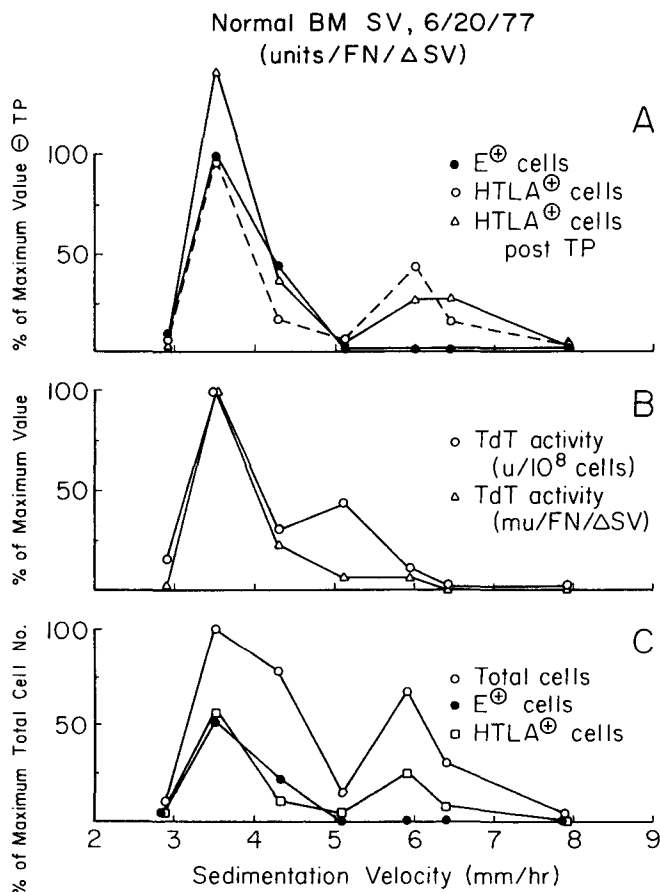 Normal BM SV, 6/20/77
(units/FN/△SV)
% of Maximum Value ⊖ TP
100
50
A
● E⊕ cells
○ HTLA⊕ cells
△ HTLA⊕ cells
post TP
% of Maximum Value
100
50
B
○ TdT activity
(u/10⁸ cells)
△ TdT activity
(mu/FN/△SV)
% of Maximum Total Cell No.
100
50
C
○ Total cells
● E⊕ cells
□ HTLA⊕ cells
2 3 4 5 6 7 8 9
Sedimentation Velocity (mm/hr)